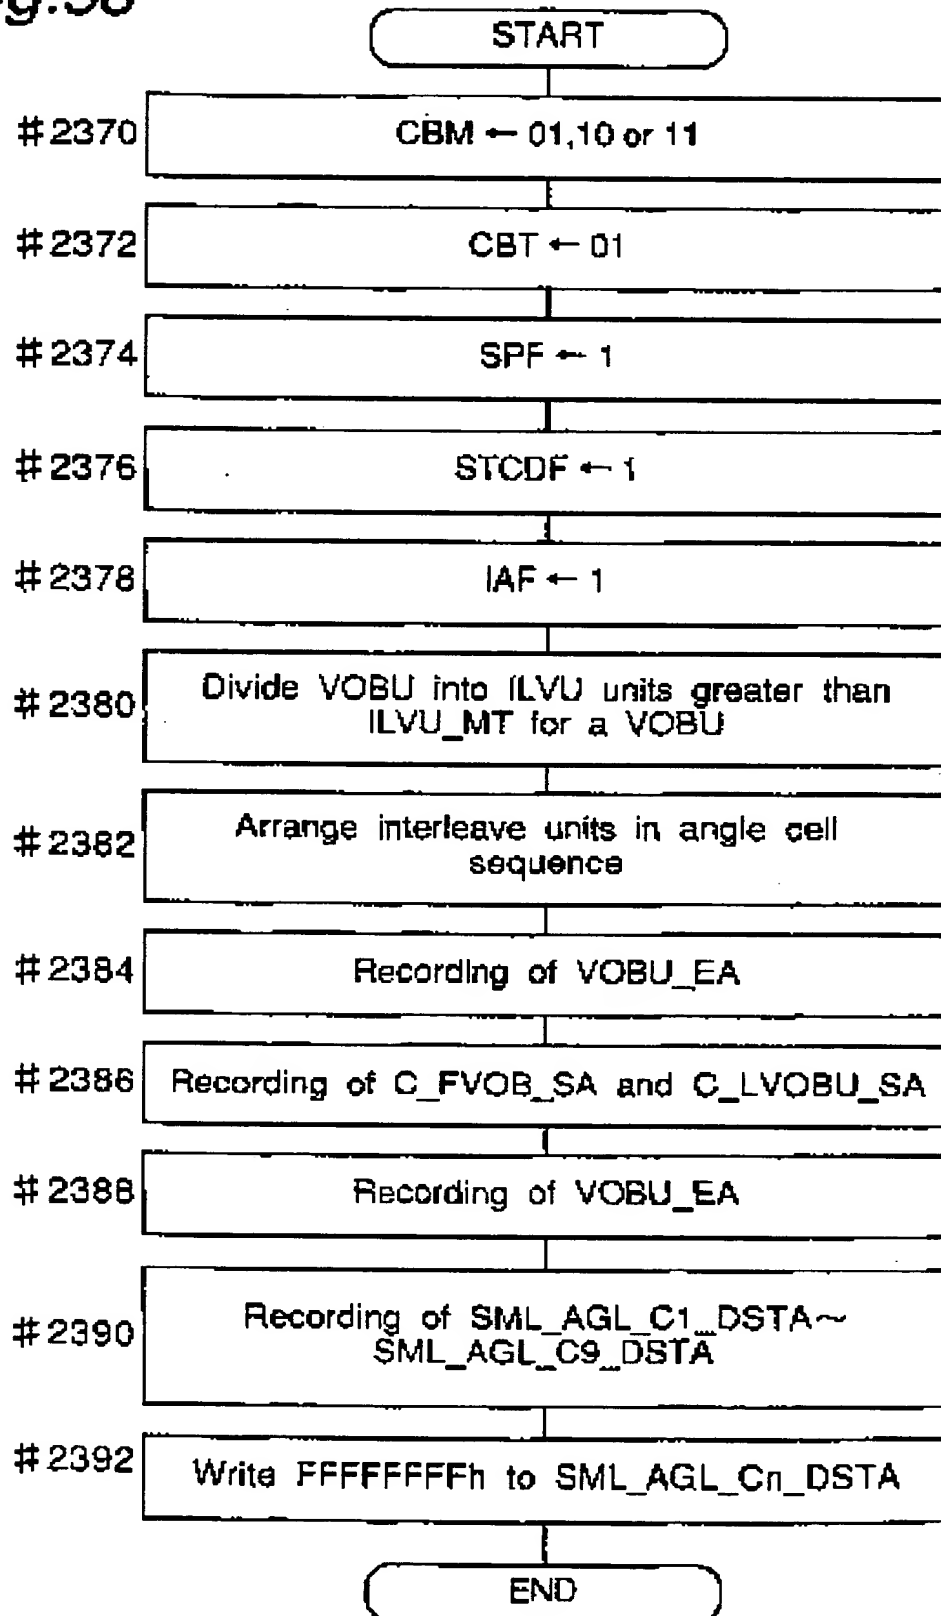 g.58
START
#2370
CBM ← 01,10 or 11
#2372
CBT ← 01
#2374
SPF ← 1
#2376
STCDF ← 1
#2378
IAF ← 1
#2380
Divide VOBU into ILVU units greater than
ILVU_MT for a VOBU
#2382
Arrange interleave units in angle cell
sequence
#2384
Recording of VOBU_EA
#2386
Recording of C_FVOB_SA and C_LVOBU_SA
#2388
Recording of VOBU_EA
#2390
Recording of SML_AGL_C1_DSTA~
SML_AGL_C9_DSTA
#2392
Write FFFFFFFFh to SML_AGL_Cn_DSTA
END